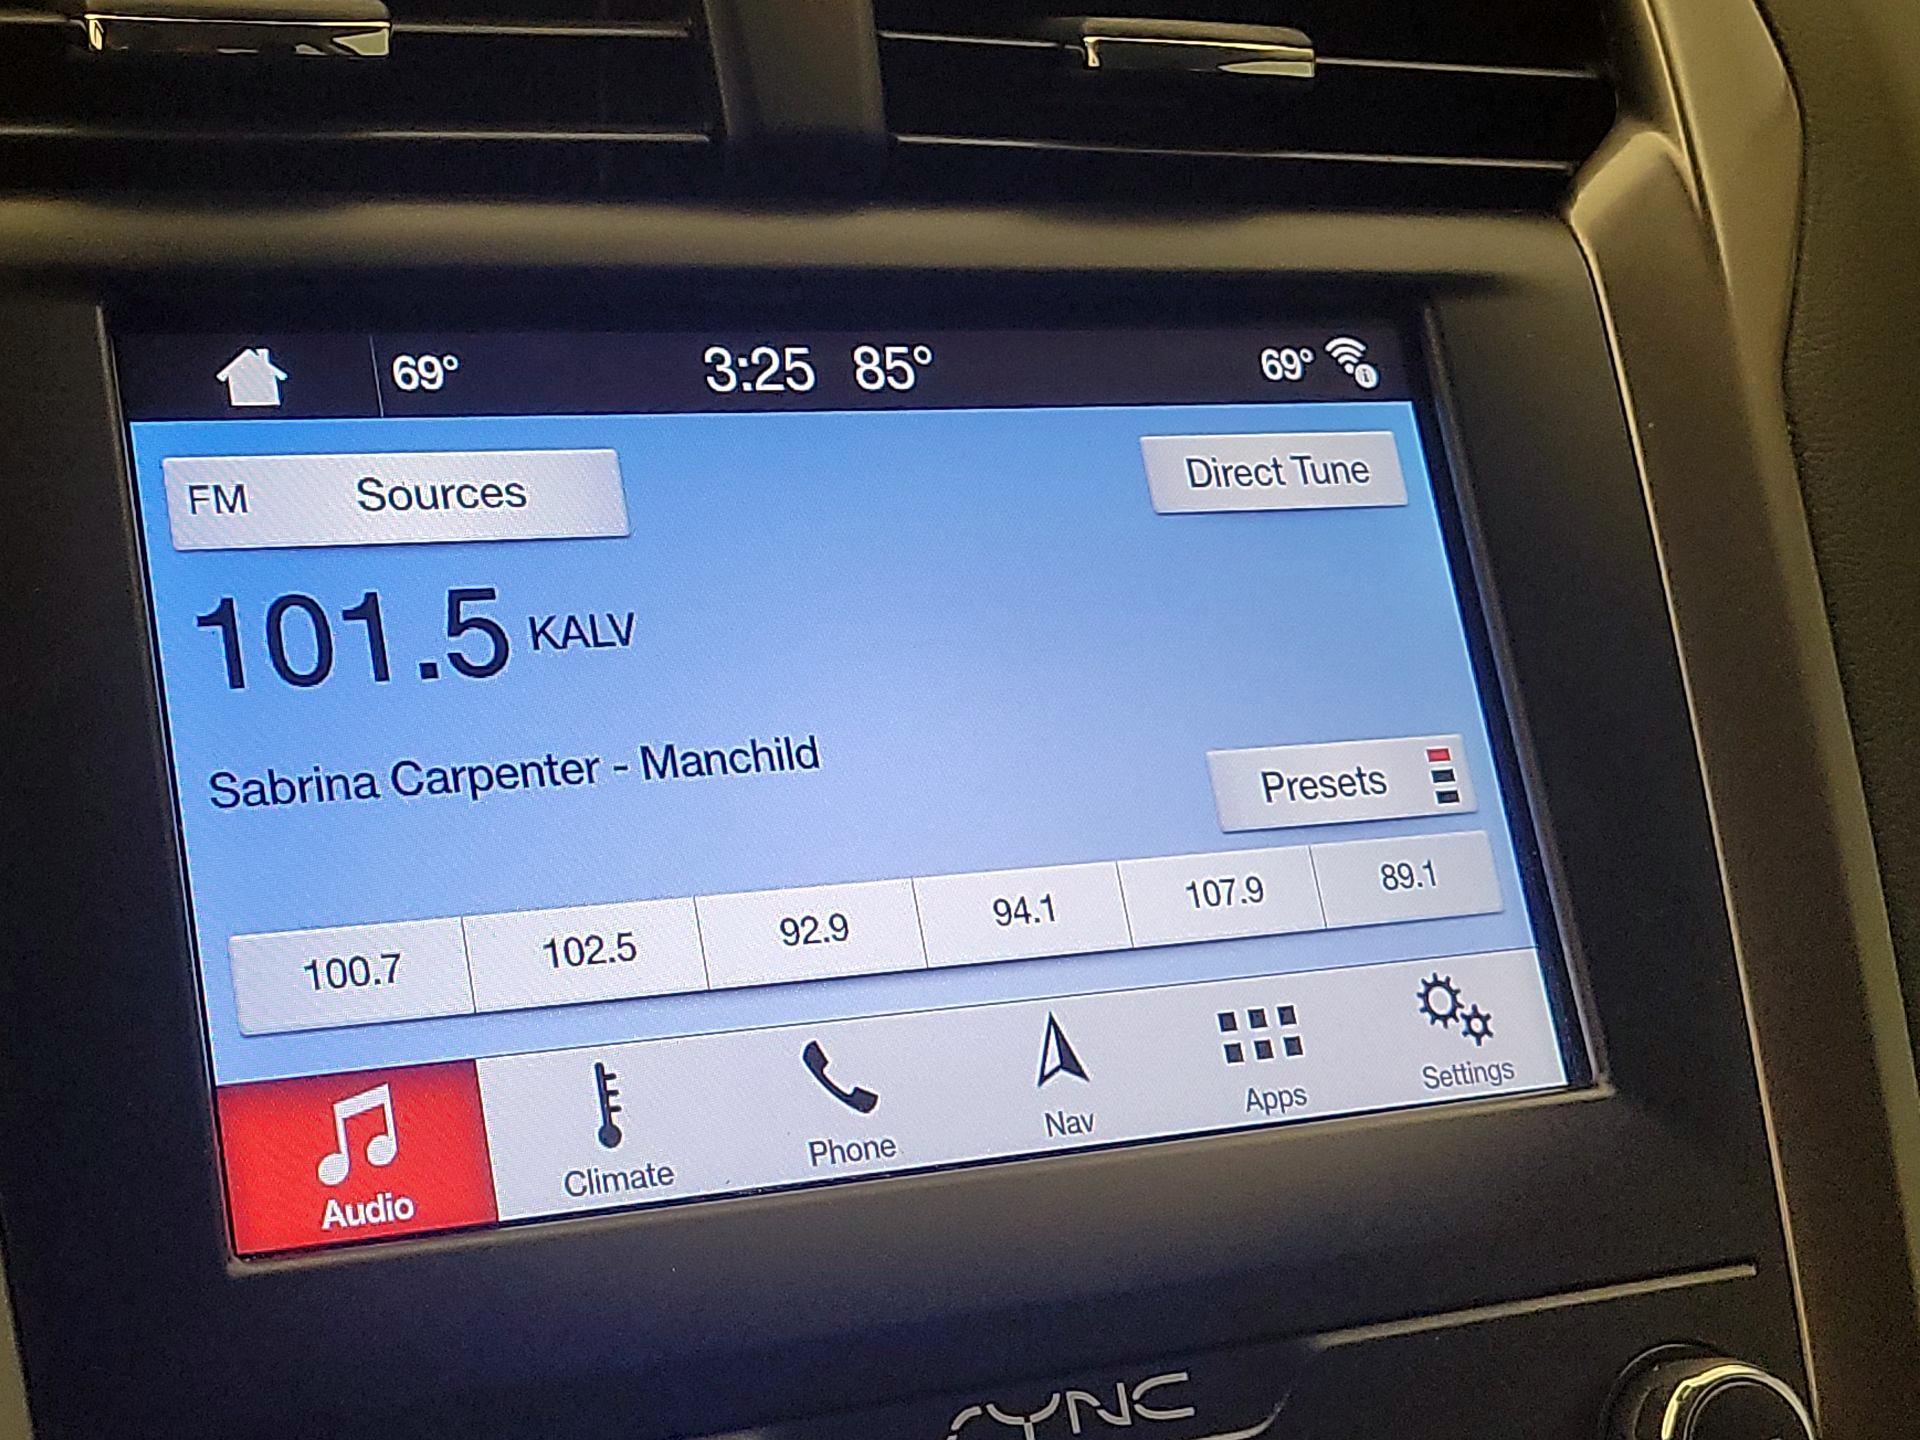 69° 3:25 85° 69°
FM Sources Direct Tune
101.5 KALV
Sabrina Carpenter - Manchild
Presets
100.7 102.5 92.9 94.1 107.9 89.1
Audio Climate Phone Nav Apps Settings
SYNC